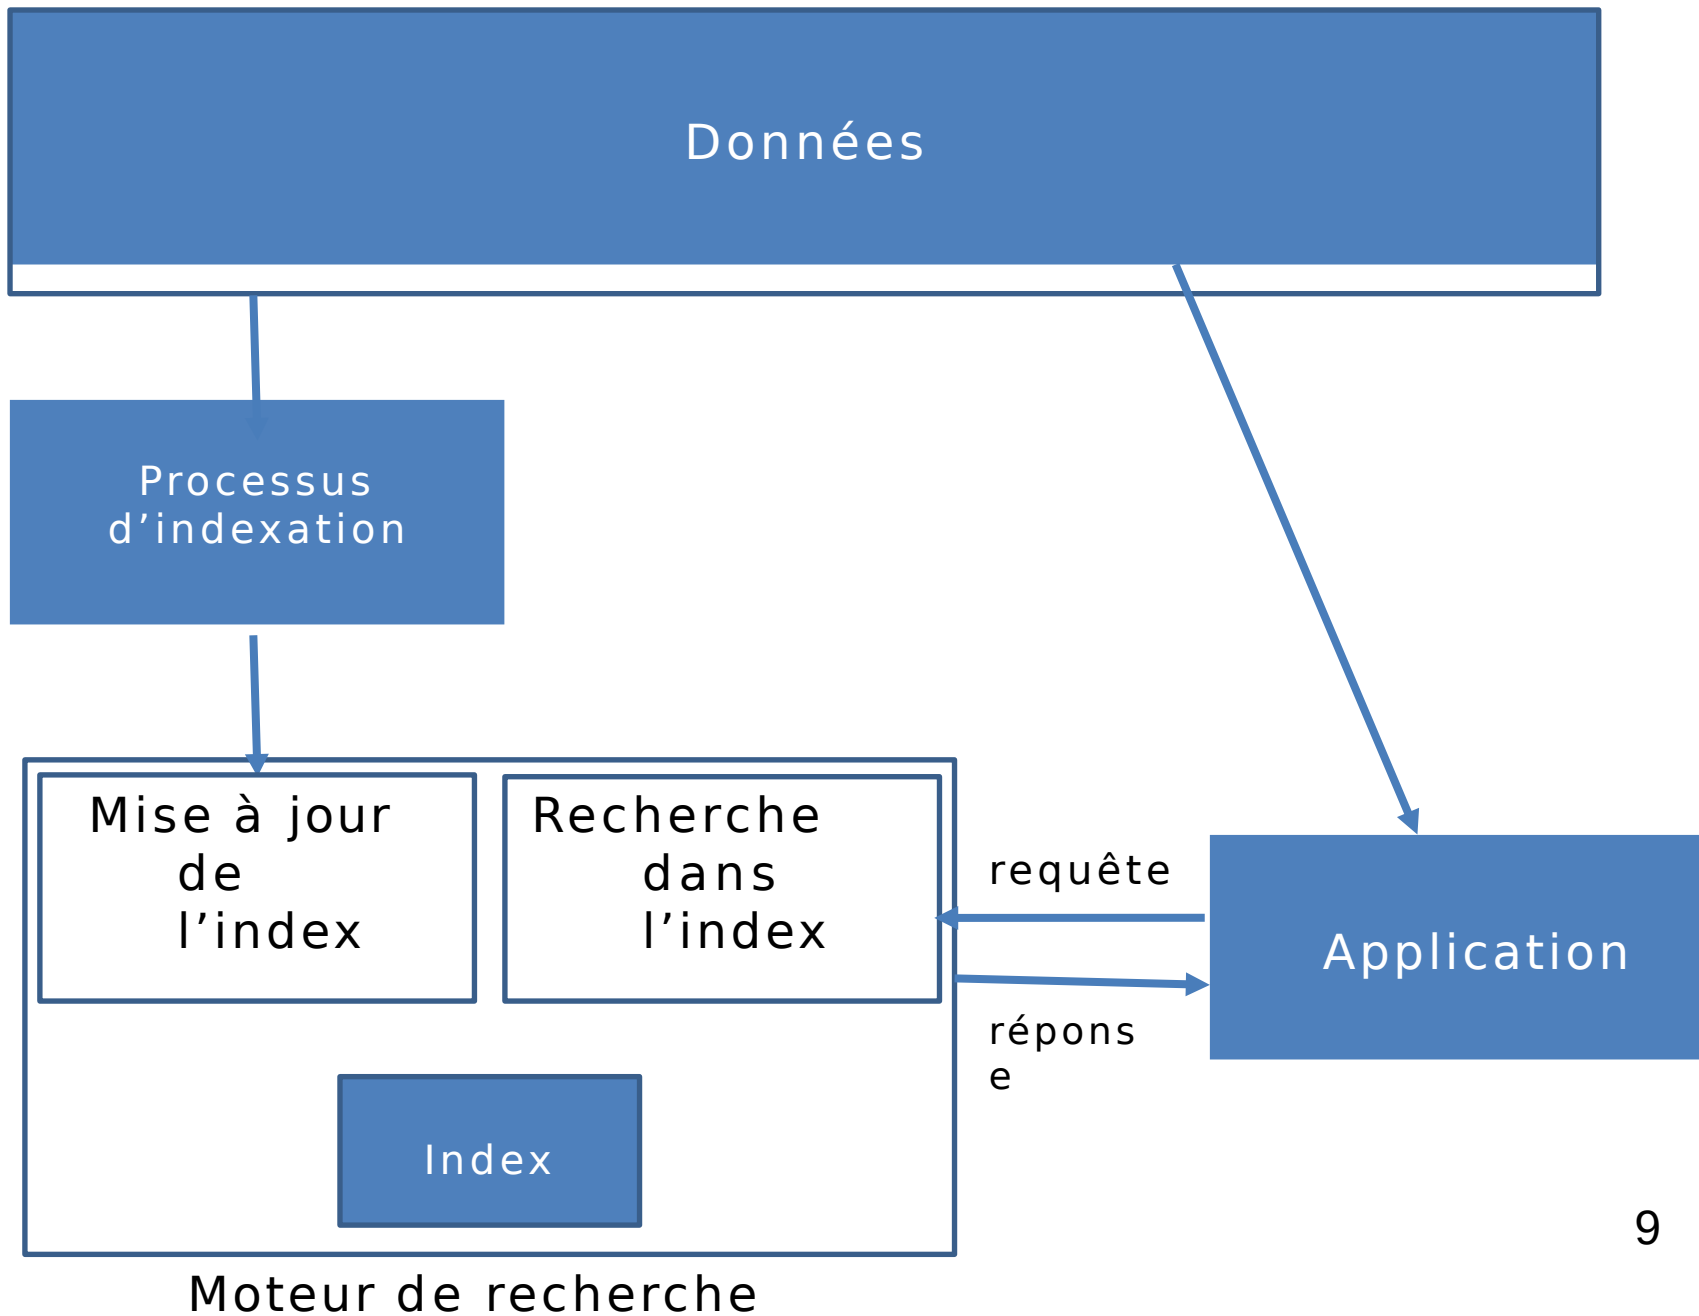 Données
Processus
d’indexation
Mise à jour
de
l’index
Recherche
dans
l’index
requête
répons
e
Application
Index
9
Moteur de recherche